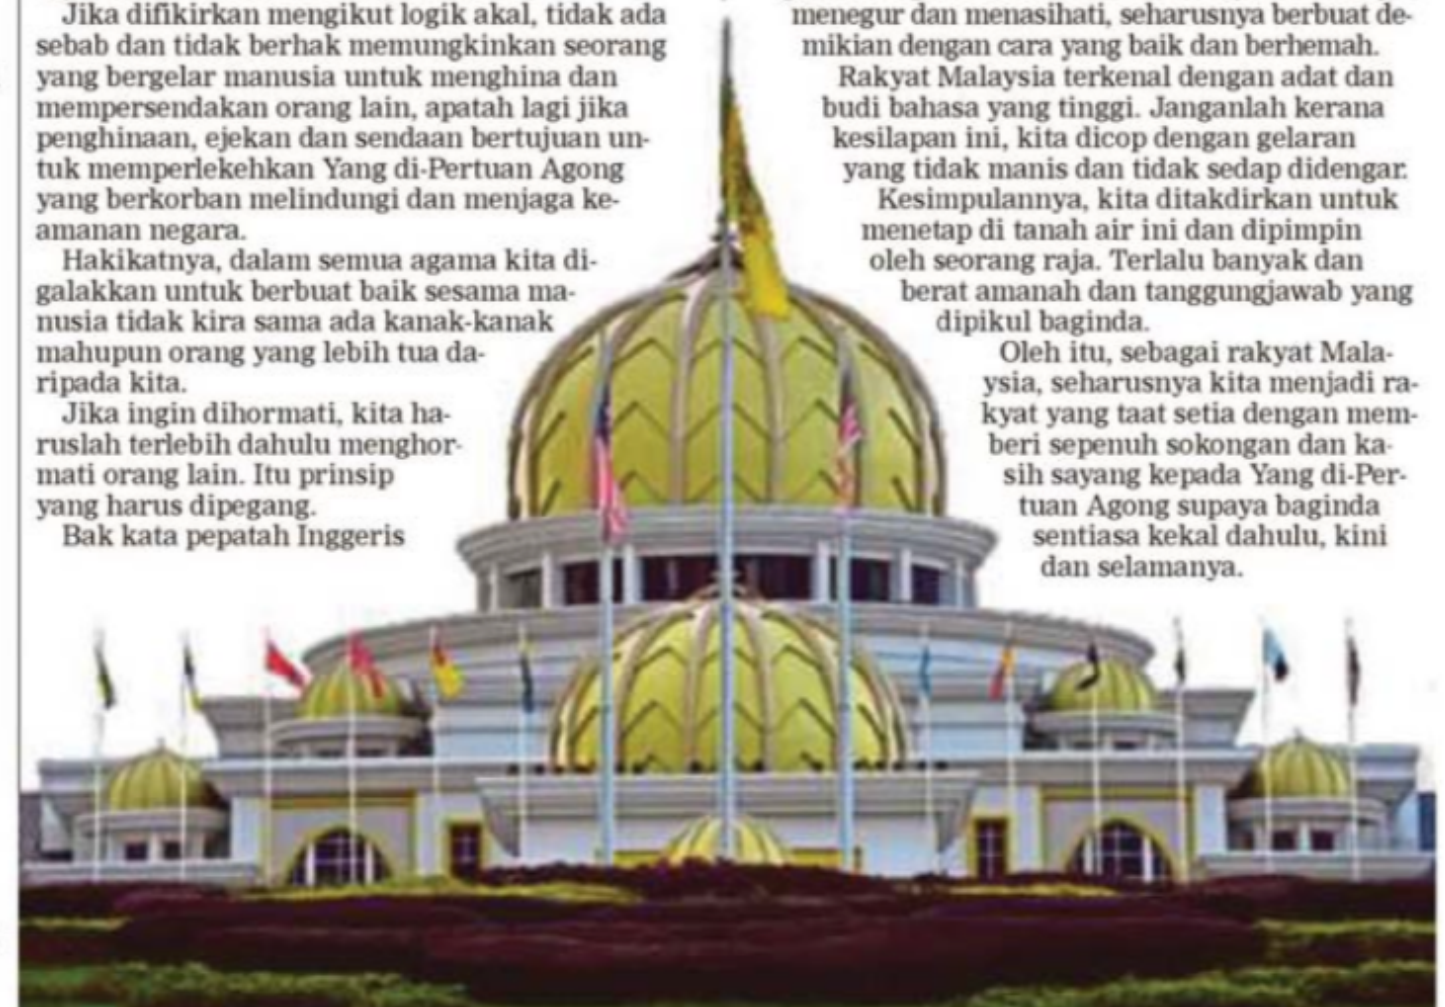 Jika difikirkan mengikut logik akal, tidak ada
sebab dan tidak berhak memungkinkan seorang
yang bergelar manusia untuk menghina dan
mempersendakan orang lain, apatah lagi jika
penghinaan, ejekan dan sendaan bertujuan un-
tuk memperlekehkan Yang di-Pertuan Agong
yang berkorban melindungi dan menjaga ke-
amanan negara.
Hakikatnya, dalam semua agama kita di-
galakkan untuk berbuat baik sesama ma-
nusia tidak kira sama ada kanak-kanak
mahupun orang yang lebih tua da-
ripada kita.
Jika ingin dihormati, kita ha-
ruslah terlebih dahulu menghor-
mati orang lain. Itu prinsip
yang harus dipegang.
Bak kata pepatah Inggeris
menegur dan menasihati, seharusnya berbuat de-
mikian dengan cara yang baik dan berhemah.
Rakyat Malaysia terkenal dengan adat dan
budi bahasa yang tinggi. Janganlah kerana
kesilapan ini, kita dicop dengan gelaran
yang tidak manis dan tidak sedap didengar.
Kesimpulannya, kita ditakdirkan untuk
menetap di tanah air ini dan dipimpin
oleh seorang raja. Terlalu banyak dan
berat amanah dan tanggungjawab yang
dipikul baginda.
Oleh itu, sebagai rakyat Mala-
ysia, seharusnya kita menjadi ra-
kyat yang taat setia dengan mem-
beri sepenuh sokongan dan ka-
sih sayang kepada Yang di-Per-
tuan Agong supaya baginda
sentiasa kekal dahulu, kini
dan selamanya.